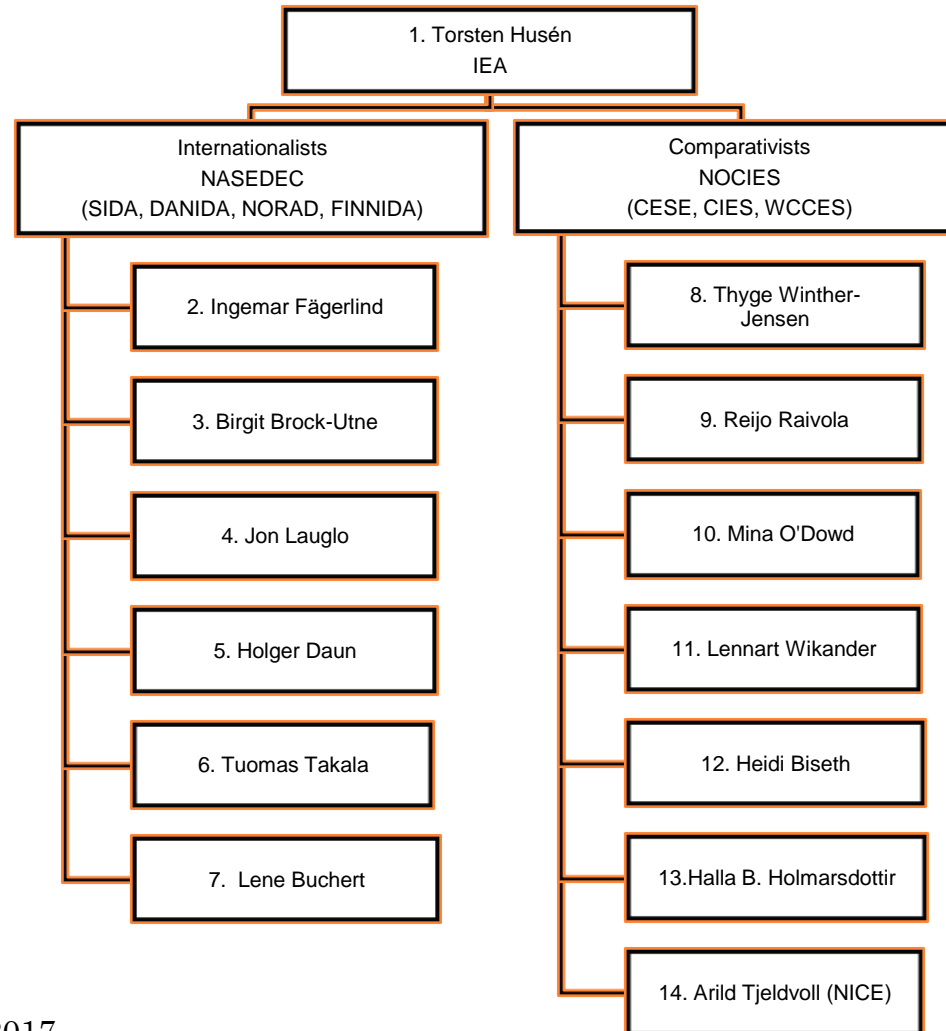 1. Torsten Husén
IEA
Internationalists
NASEDEC
(SIDA, DANIDA, NORAD, FINNIDA)
Comparativists
NOCIES
(CESE, CIES, WCCES)
2. Ingemar Fägerlind
3. Birgit Brock-Utne
4. Jon Lauglo
5. Holger Daun
6. Tuomas Takala
7. Lene Buchert
8. Thyge Winther-
Jensen
9. Reijo Raivola
10. Mina O'Dowd
11. Lennart Wikander
12. Heidi Biseth
13.Halla B. Holmarsdottir
14. Arild Tjeldvoll (NICE)
2017